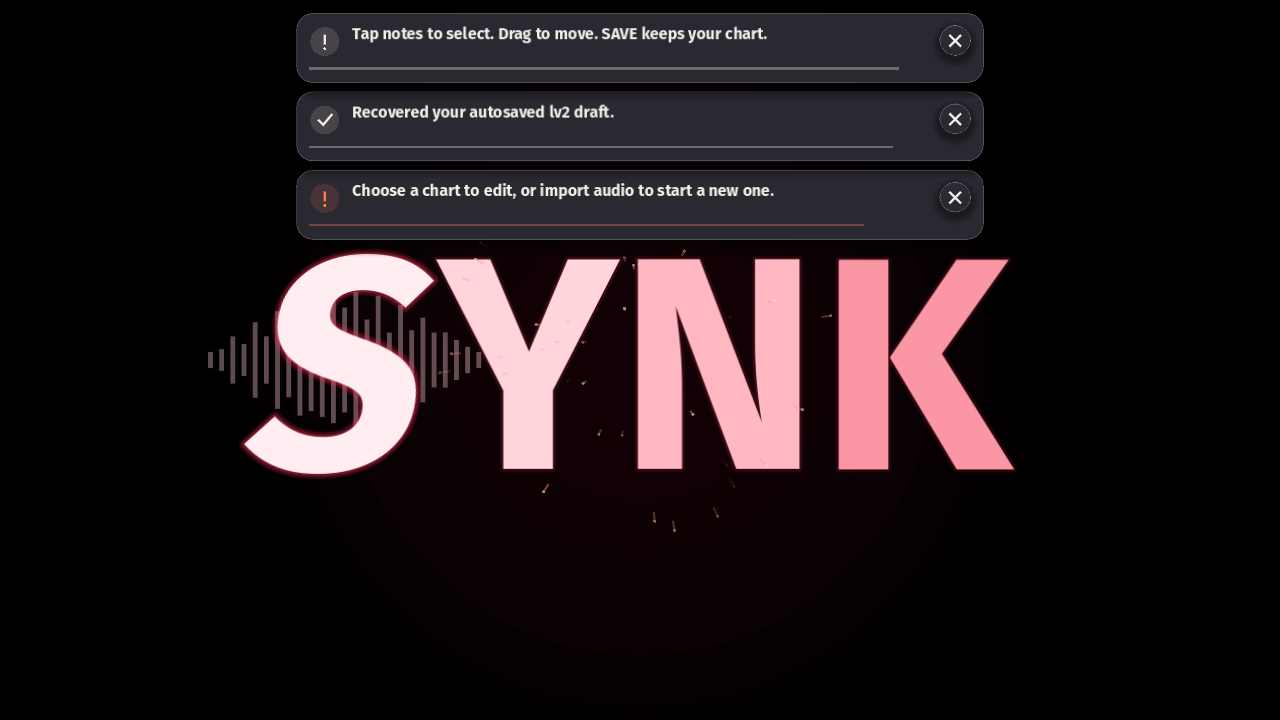 Tap notes to select. Drag to move. SAVE keeps your chart.
Recovered your autosaved lv2 draft.
Choose a chart to edit, or import audio to start a new one.
SYNK